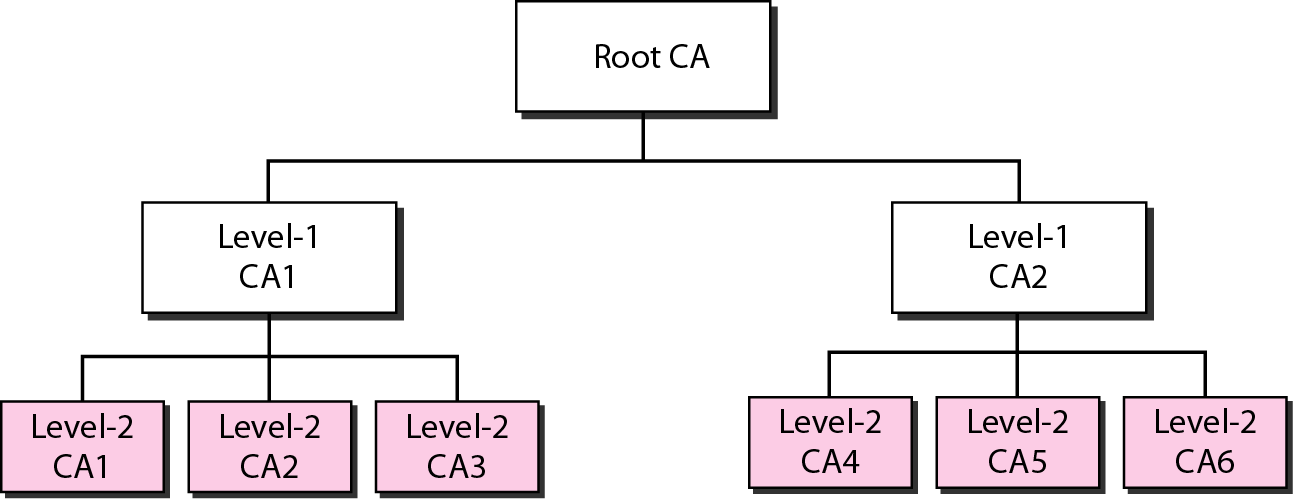 Root CA
Level-1
CA1
Level-1
CA2
Level-2
CA1
Level-2
CA2
Level-2
CA3
Level-2
CA4
Level-2
CA5
Level-2
CA6